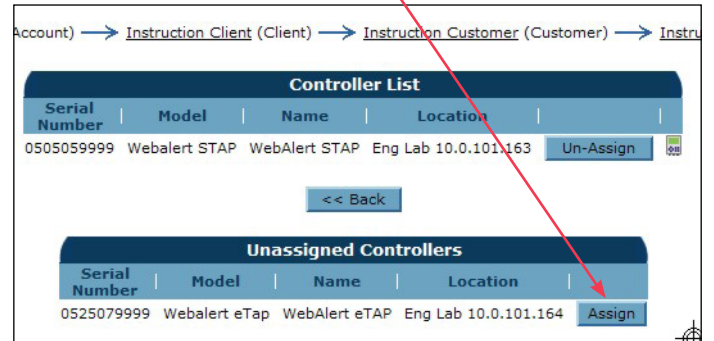 Account) Instruction Client (Client) Instruction Customer (Customer) Instru
Controller List
Serial Number Model Name Location
0505059999 Webalert STAP WebAlert STAP Eng Lab 10.0.101.163 Un-Assign
<< Back
Unassigned Controllers
Serial Number Model Name Location
0525079999 Webalert eTap WebAlert eTAP Eng Lab 10.0.101.164 Assign